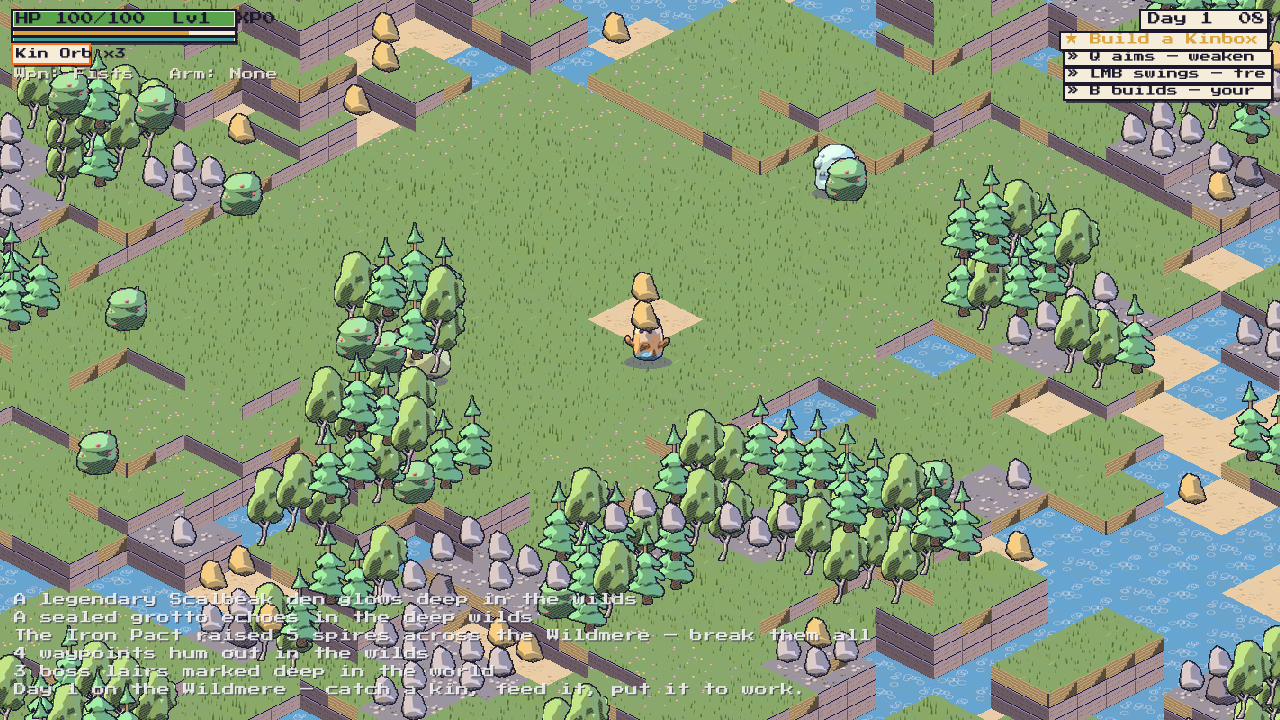 HP 100/100 Lv1 XP0
Kin Orb x3
Wpn: Fists Arm: None
Day 1 08
★ Build a Kinbox
» Q aims — weaken
» LMB swings — tre
» B builds — your
A legendary Scalbeak den glows deep in the wilds
A sealed grotto echoes in the deep wilds
The Iron Pact raised 5 spires across the Wildmere — break them all
4 waypoints hum out in the wilds
3 boss lairs marked deep in the world
Day 1 on the Wildmere — catch a kin, feed it, put it to work.